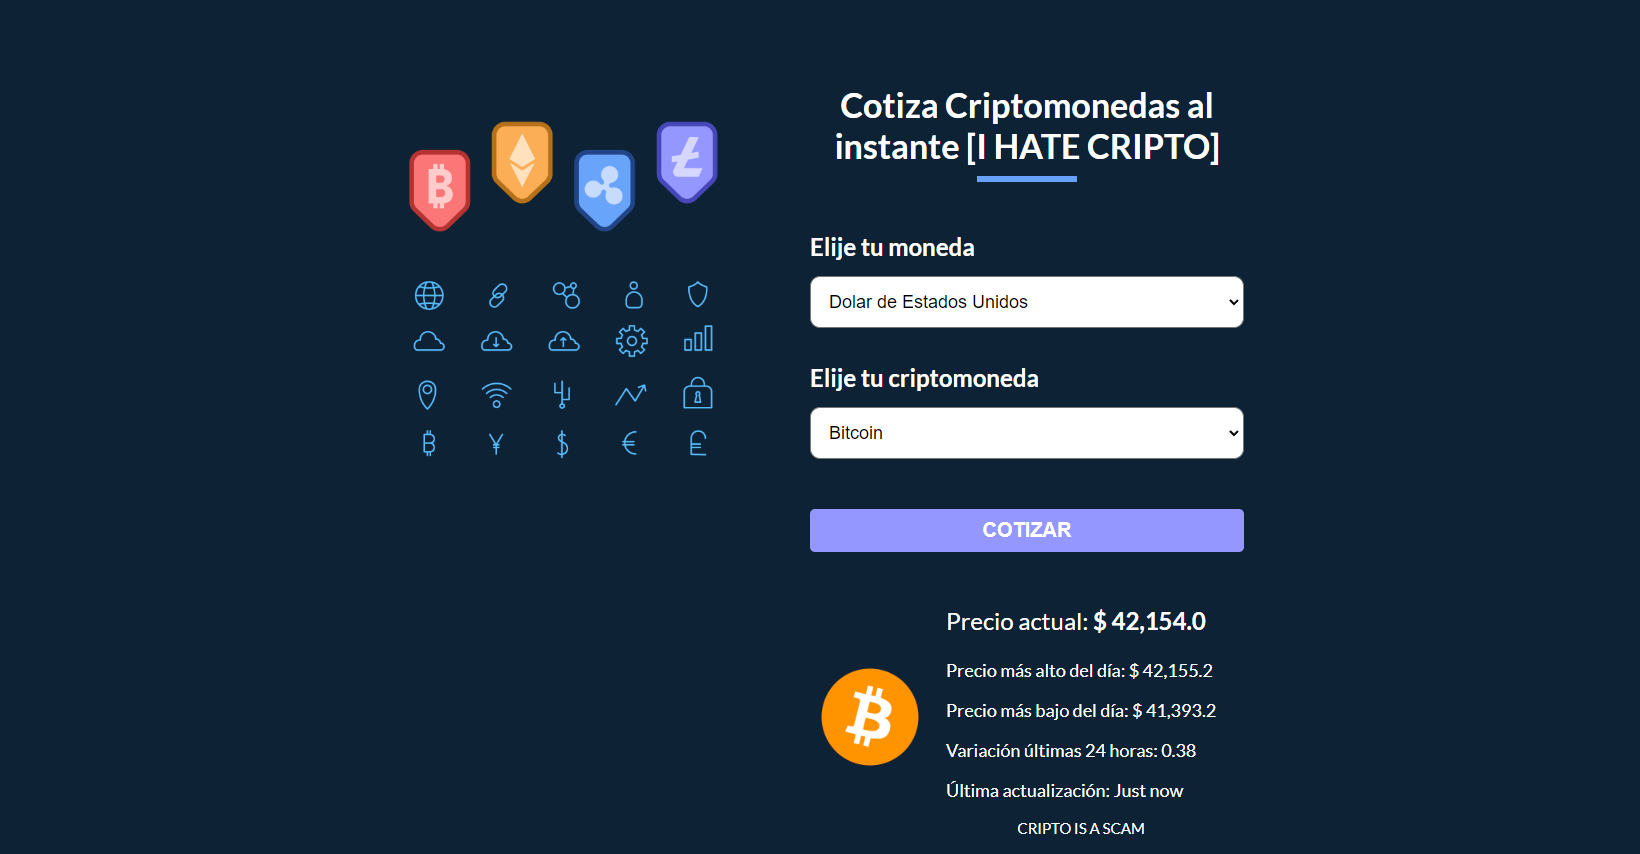 Cotiza Criptomonedas al
instante [I HATE CRIPTO]
Elije tu moneda
Dolar de Estados Unidos
Elije tu criptomoneda
Bitcoin
COTIZAR
Precio actual: $ 42,154.0
Precio más alto del día: $ 42,155.2
Precio más bajo del día: $ 41,393.2
Variación últimas 24 horas: 0.38
Última actualización: Just now
CRIPTO IS A SCAM